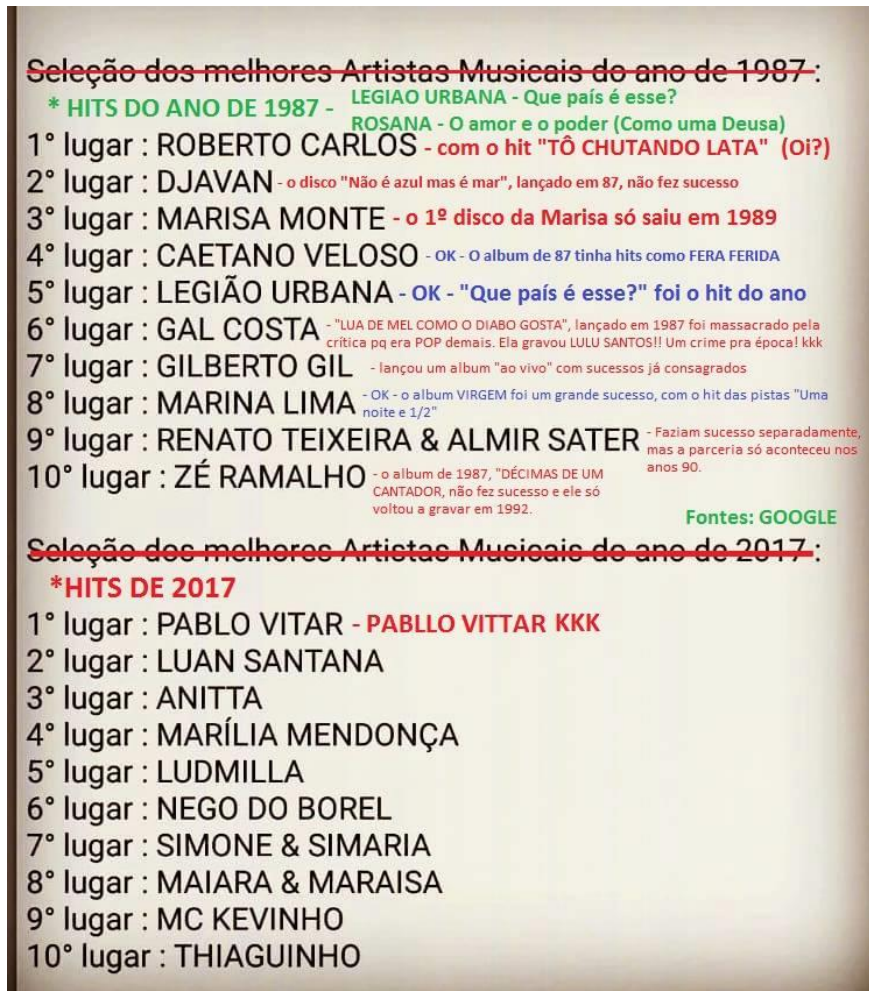 Seleção dos melhores Artistas Musicais do ano de 1987 :
* HITS DO ANO DE 1987 - LEGIAO URBANA - Que país é esse?
ROSANA - O amor e o poder (Como uma Deusa)
1° lugar : ROBERTO CARLOS - com o hit "TÔ CHUTANDO LATA" (Oi?)
2° lugar : DJAVAN - o disco "Não é azul mas é mar", lançado em 87, não fez sucesso
3° lugar : MARISA MONTE - o 1º disco da Marisa só saiu em 1989
4° lugar : CAETANO VELOSO - OK - O album de 87 tinha hits como FERA FERIDA
5° lugar : LEGIÃO URBANA - OK - "Que país é esse?" foi o hit do ano
6° lugar : GAL COSTA - "LUA DE MEL COMO O DIABO GOSTA", lançado em 1987 foi massacrado pela
crítica pq era POP demais. Ela gravou LULU SANTOS!! Um crime pra época! kkk
7° lugar : GILBERTO GIL - lançou um album "ao vivo" com sucessos já consagrados
8° lugar : MARINA LIMA - OK - o album VIRGEM foi um grande sucesso, com o hit das pistas "Uma
noite e 1/2"
9° lugar : RENATO TEIXEIRA & ALMIR SATER - Faziam sucesso separadamente,
mas a parceria só aconteceu nos
anos 90.
10° lugar : ZÉ RAMALHO - o album de 1987, "DÉCIMAS DE UM
CANTADOR, não fez sucesso e ele só
voltou a gravar em 1992.
Fontes: GOOGLE
Seleção dos melhores Artistas Musicais do ano de 2017 :
*HITS DE 2017
1° lugar : PABLO VITAR - PABLLO VITTAR KKK
2° lugar : LUAN SANTANA
3° lugar : ANITTA
4° lugar : MARÍLIA MENDONÇA
5° lugar : LUDMILLA
6° lugar : NEGO DO BOREL
7° lugar : SIMONE & SIMARIA
8° lugar : MAIARA & MARAISA
9° lugar : MC KEVINHO
10° lugar : THIAGUINHO